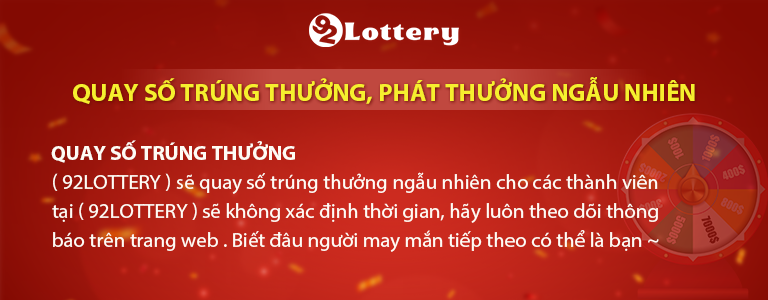 92Lottery
QUAY SỐ TRÚNG THƯỞNG, PHÁT THƯỞNG NGẪU NHIÊN
QUAY SỐ TRÚNG THƯỞNG
( 92LOTTERY ) sẽ quay số trúng thưởng ngẫu nhiên cho các thành viên
tại ( 92LOTTERY ) sẽ không xác định thời gian, hãy luôn theo dõi thông
báo trên trang web . Biết đâu người may mắn tiếp theo có thể là bạn ~
400$
7000$